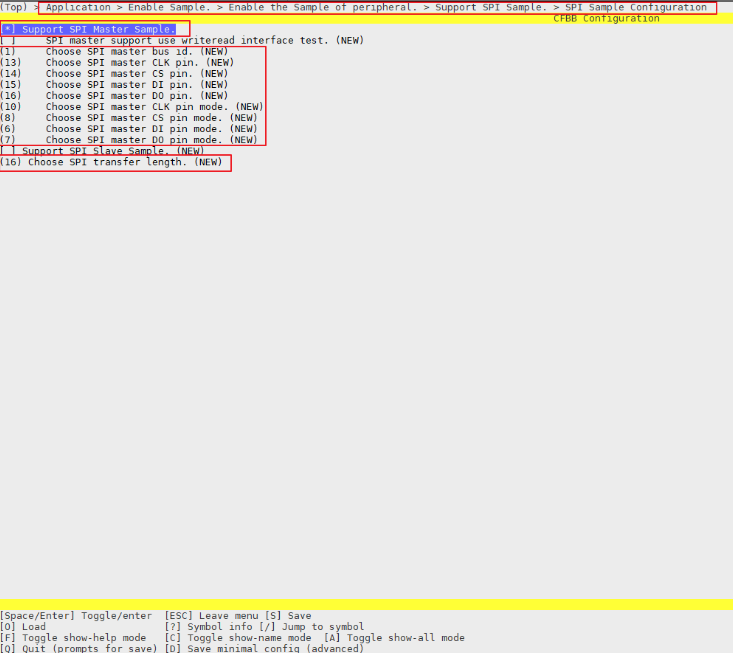 (Top) > Application > Enable Sample. > Enable the Sample of peripheral. > Support SPI Sample. > SPI Sample Configuration
CFBB Configuration
[*] Support SPI Master Sample.
[ ]     SPI master support use writeread interface test. (NEW)
(1)     Choose SPI master bus id. (NEW)
(13)    Choose SPI master CLK pin. (NEW)
(14)    Choose SPI master CS pin. (NEW)
(15)    Choose SPI master DI pin. (NEW)
(16)    Choose SPI master DO pin. (NEW)
(10)    Choose SPI master CLK pin mode. (NEW)
(8)     Choose SPI master CS pin mode. (NEW)
(6)     Choose SPI master DI pin mode. (NEW)
(7)     Choose SPI master DO pin mode. (NEW)
[ ] Support SPI Slave Sample. (NEW)
(16) Choose SPI transfer length. (NEW)
[Space/Enter] Toggle/enter  [ESC] Leave menu [S] Save
[O] Load                    [?] Symbol info [/] Jump to symbol
[F] Toggle show-help mode   [C] Toggle show-name mode  [A] Toggle show-all mode
[Q] Quit (prompts for save) [D] Save minimal config (advanced)